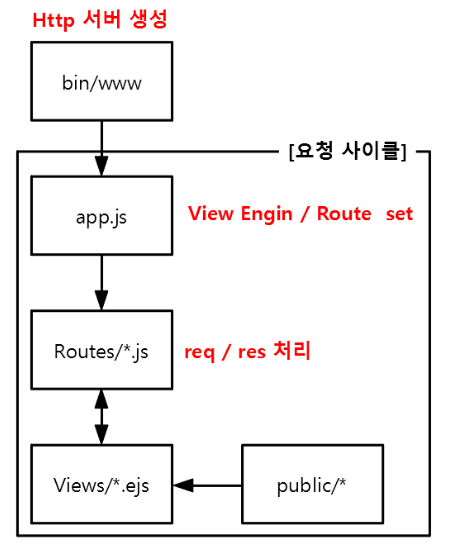 Http 서버 생성
bin/www
[요청 사이클]
app.js
View Engin / Route set
Routes/*.js
req / res 처리
Views/*.ejs
public/*